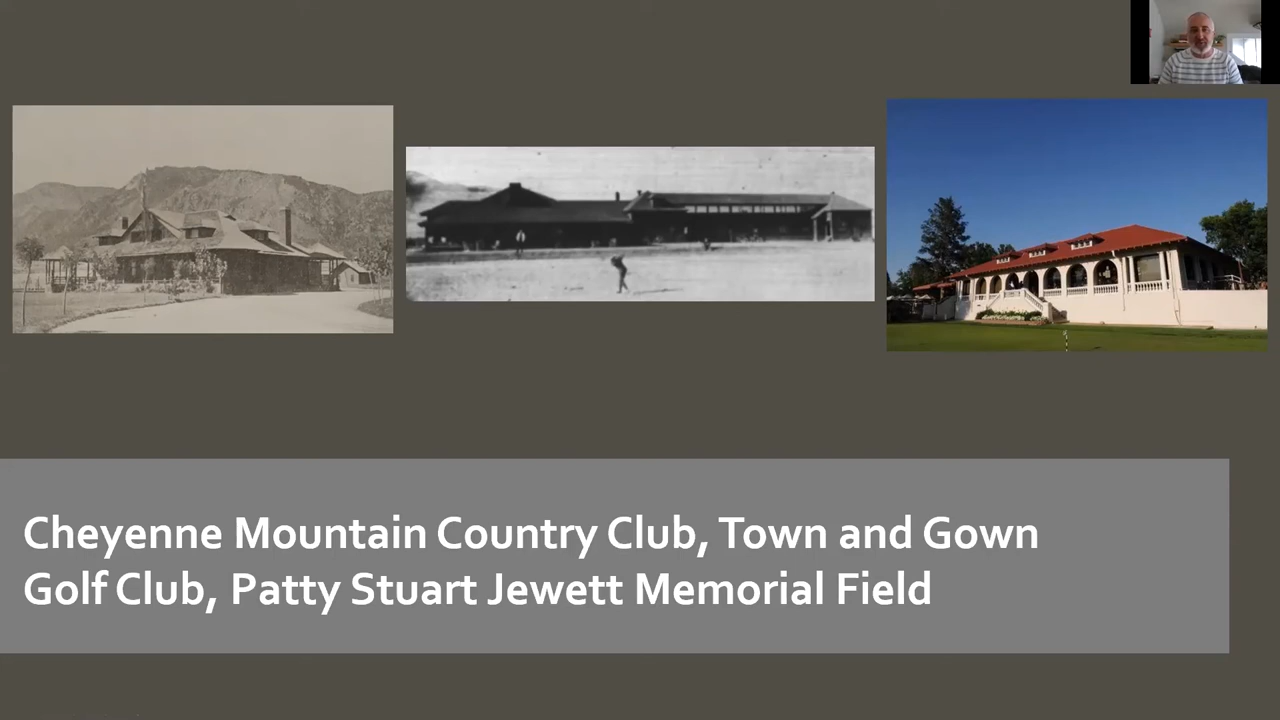 Cheyenne Mountain Country Club, Town and Gown
Golf Club, Patty Stuart Jewett Memorial Field